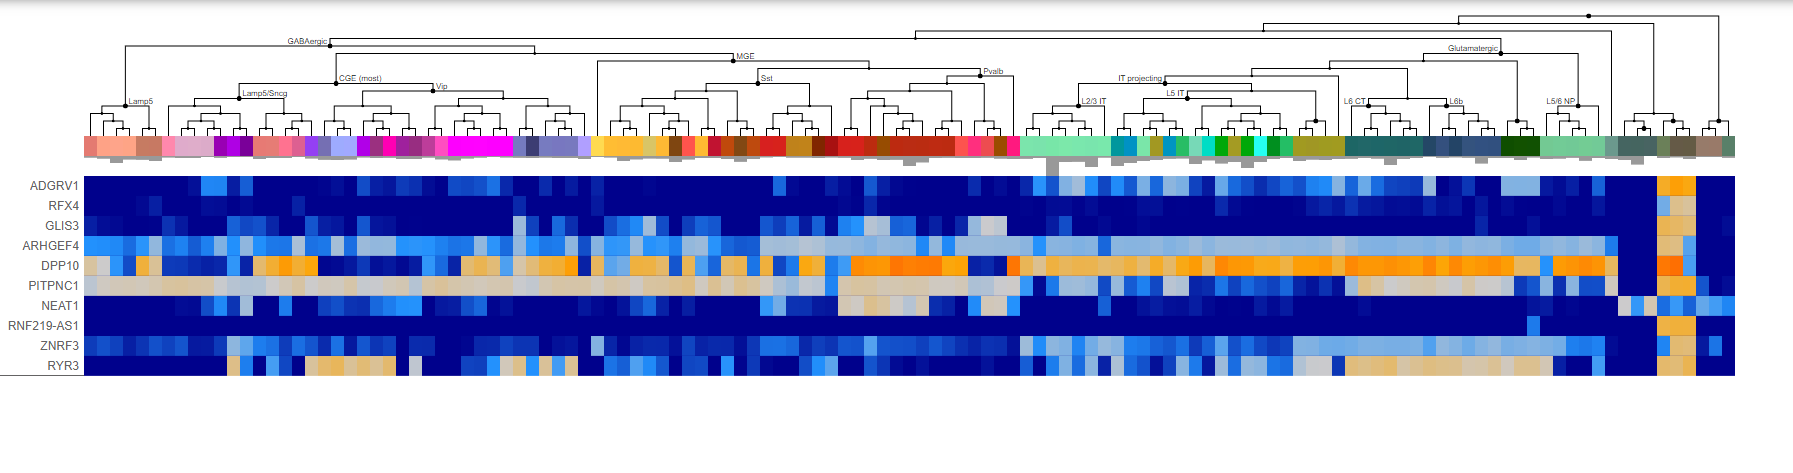 GABAergic
Glutamatergic
MGE
Pvalb
CGE (most)
Sst
IT projecting
Vip
Lamp5/Sncg
L5 IT
Lamp5
L2/3 IT
L6 CT
L6b
L5/6 NP
ADGRV1
RFX4
GLIS3
ARHGEF4
DPP10
PITPNC1
NEAT1
RNF219-AS1
ZNRF3
RYR3